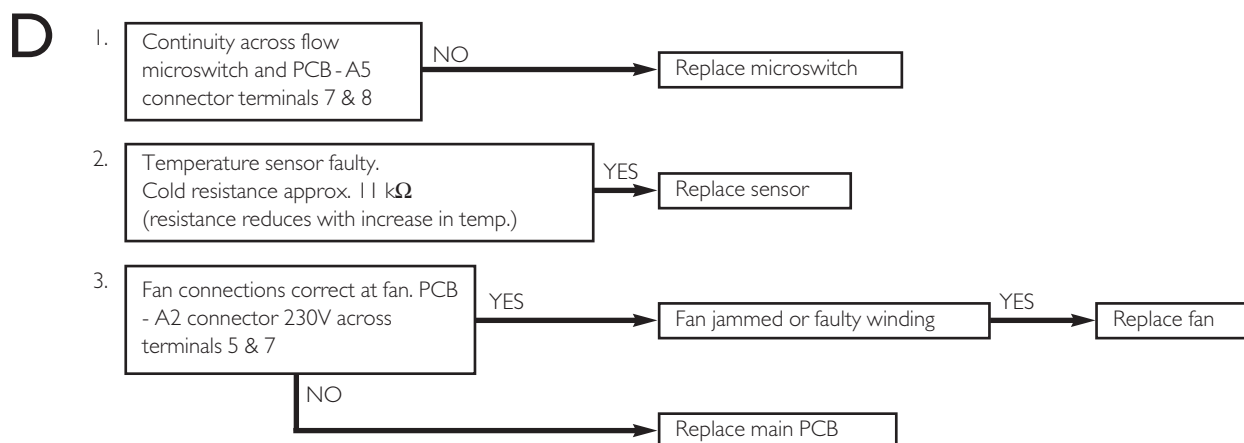 D
1.
Continuity across flow
microswitch and PCB - A5
connector terminals 7 & 8
NO
Replace microswitch
2.
Temperature sensor faulty.
Cold resistance approx. 11 kΩ
(resistance reduces with increase in temp.)
YES
Replace sensor
3.
Fan connections correct at fan. PCB
- A2 connector 230V across
terminals 5 & 7
YES
Fan jammed or faulty winding
YES
Replace fan
NO
Replace main PCB